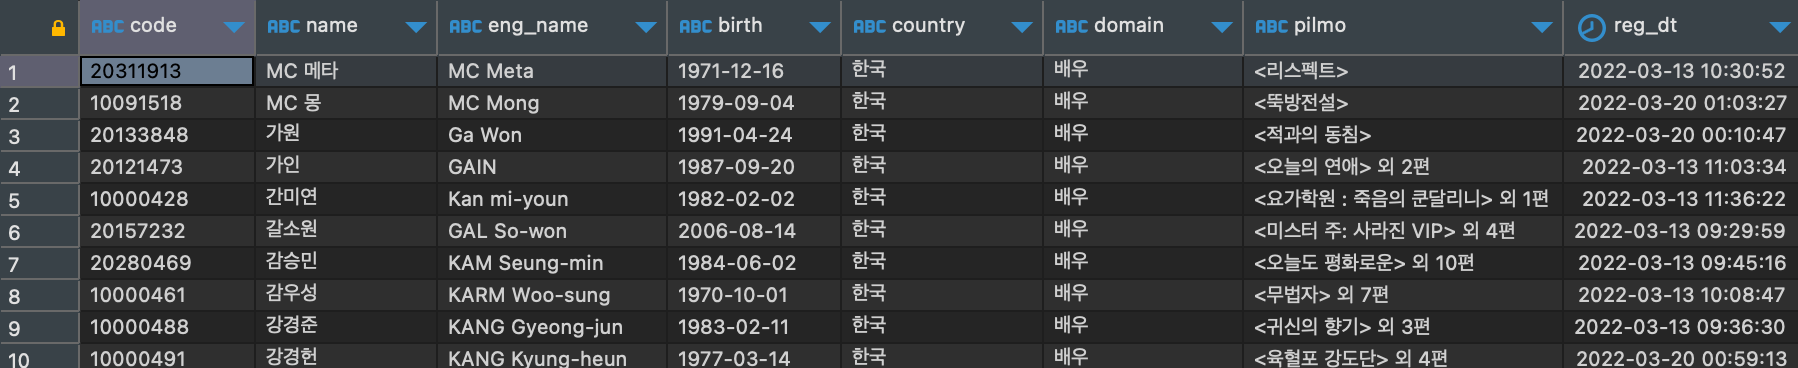 ABC code ABC name ABC eng_name ABC birth ABC country ABC domain ABC pilmo reg_dt
1 20311913 MC 메타 MC Meta 1971-12-16 한국 배우 <리스펙트> 2022-03-13 10:30:52
2 10091518 MC 몽 MC Mong 1979-09-04 한국 배우 <뚝방전설> 2022-03-20 01:03:27
3 20133848 가원 Ga Won 1991-04-24 한국 배우 <적과의 동침> 2022-03-20 00:10:47
4 20121473 가인 GAIN 1987-09-20 한국 배우 <오늘의 연애> 외 2편 2022-03-13 11:03:34
5 10000428 간미연 Kan mi-youn 1982-02-02 한국 배우 <요가학원 : 죽음의 쿤달리니> 외 1편 2022-03-13 11:36:22
6 20157232 갈소원 GAL So-won 2006-08-14 한국 배우 <미스터 주: 사라진 VIP> 외 4편 2022-03-13 09:29:59
7 20280469 감승민 KAM Seung-min 1984-06-02 한국 배우 <오늘도 평화로운> 외 10편 2022-03-13 09:45:16
8 10000461 감우성 KARM Woo-sung 1970-10-01 한국 배우 <무법자> 외 7편 2022-03-13 10:08:47
9 10000488 강경준 KANG Gyeong-jun 1983-02-11 한국 배우 <귀신의 향기> 외 3편 2022-03-13 09:36:30
10 10000491 강경헌 KANG Kyung-heun 1977-03-14 한국 배우 <육혈포 강도단> 외 4편 2022-03-20 00:59:13